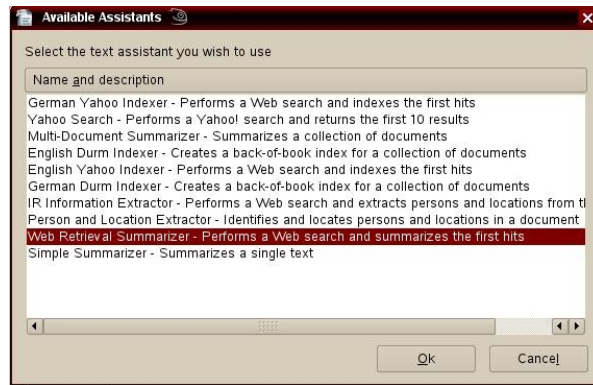 Available Assistants
Select the text assistant you wish to use
Name and description
German Yahoo Indexer - Performs a Web search and indexes the first hits
Yahoo Search - Performs a Yahoo! search and returns the first 10 results
Multi-Document Summarizer - Summarizes a collection of documents
English Durm Indexer - Creates a back-of-book index for a collection of documents
English Yahoo Indexer - Performs a Web search and indexes the first hits
German Durm Indexer - Creates a back-of-book index for a collection of documents
IR Information Extractor - Performs a Web search and extracts persons and locations from
Person and Location Extractor - Identifies and locates persons and locations in a document
Web Retrieval Summarizer - Performs a Web search and summarizes the first hits
Simple Summarizer - Summarizes a single text
Ok
Cancel